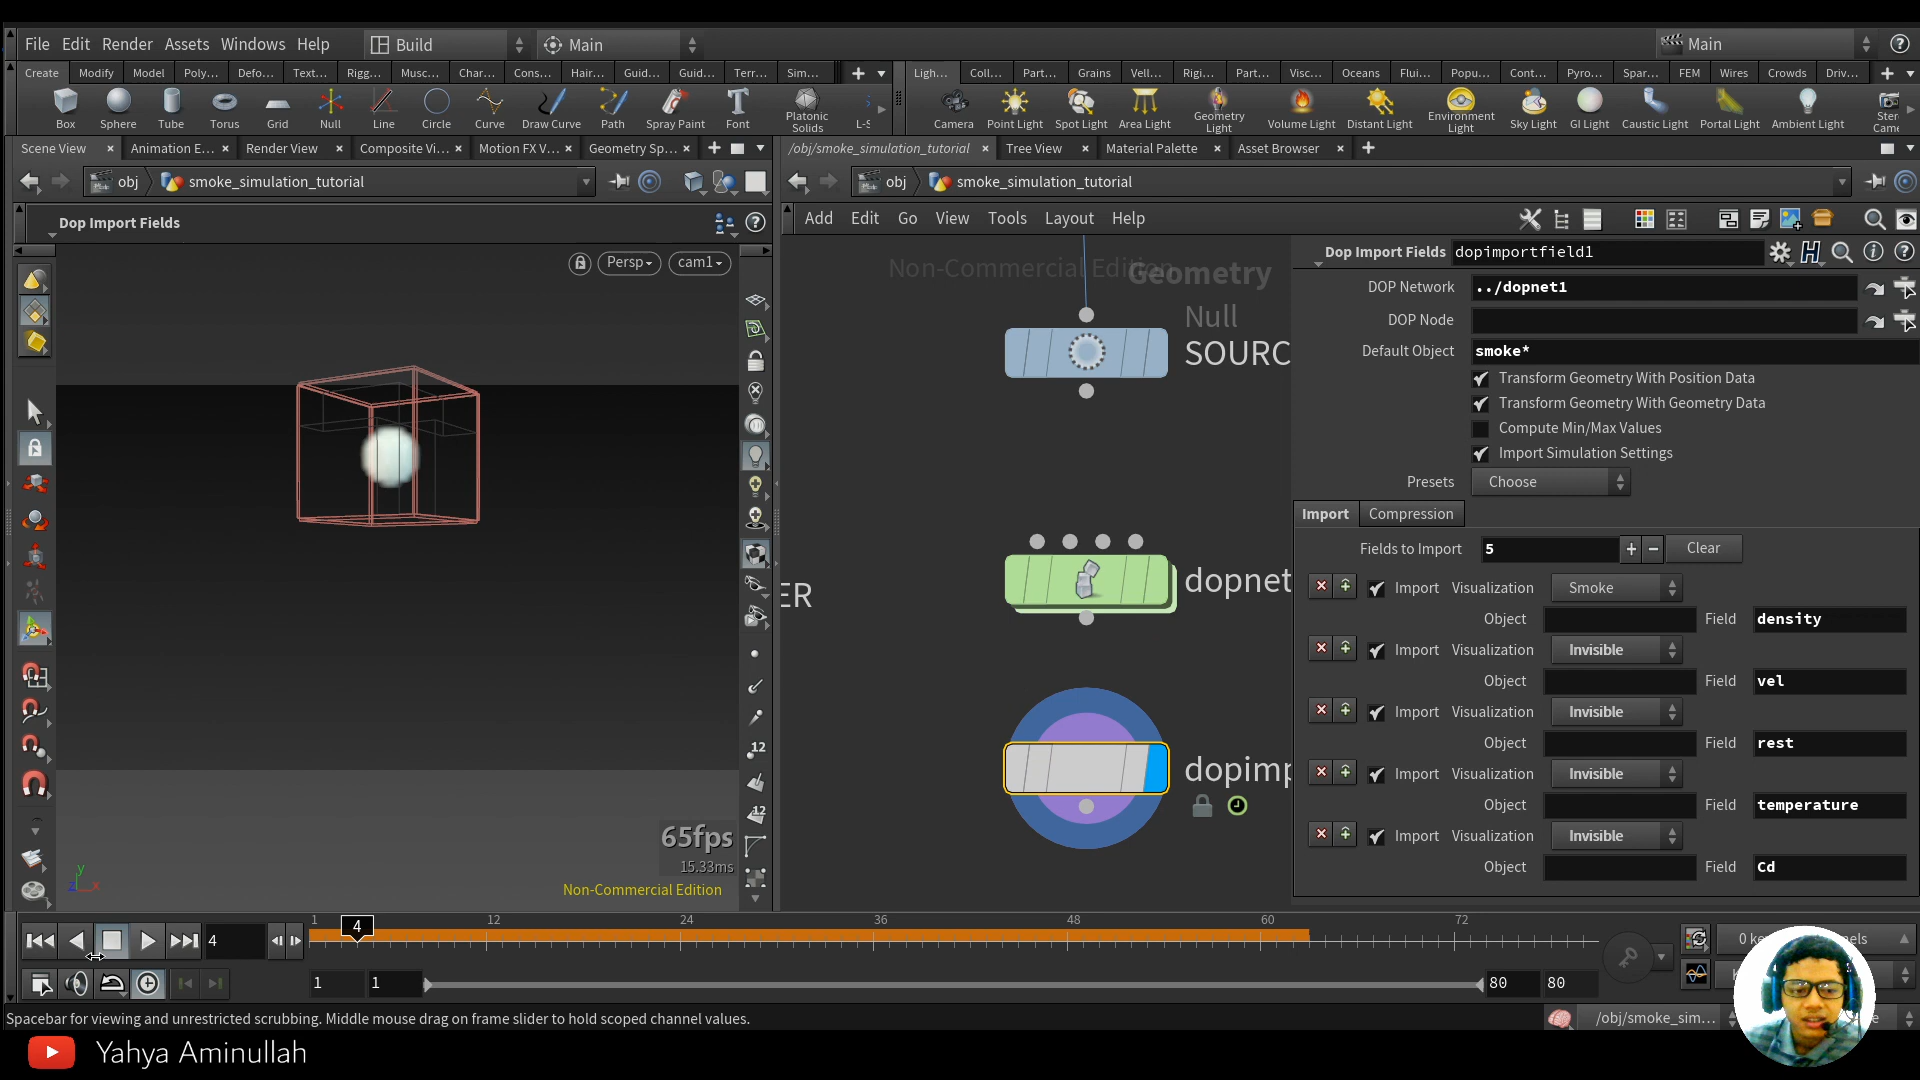 File Edit Render Assets Windows Help Build Main Main
Create Modify Model Poly... Defo... Text... Rigg... Musc... Char... Cons... Hair... Guid... Guid... Terr... Sim... Ligh... Coll... Part... Grains Vell... Rigi... Part... Visc... Oceans Flui... Popu... Cont... Pyro... Spar... FEM Wires Crowds Driv...
Box Sphere Tube Torus Grid Null Line Circle Curve Draw Curve Path Spray Paint Font Platonic Solids L-S Camera Point Light Spot Light Area Light Geometry Light Volume Light Distant Light Environment Light Sky Light GI Light Caustic Light Portal Light Ambient Light Ster Came
Scene View Animation E... Render View Composite Vi... Motion FX V... Geometry Sp... /obj/smoke_simulation_tutorial Tree View Material Palette Asset Browser
obj smoke_simulation_tutorial obj smoke_simulation_tutorial
Dop Import Fields
Add Edit Go View Tools Layout Help
Persp cam1
65fps
15.33ms
Non-Commercial Edition
Non-Commercial Edition
Geometry
Null
SOURC
ER
dopnet
dopimp
Dop Import Fields dopimportfield1
DOP Network ../dopnet1
DOP Node
Default Object smoke*
Transform Geometry With Position Data
Transform Geometry With Geometry Data
Compute Min/Max Values
Import Simulation Settings
Presets Choose
Import Compression
Fields to Import 5 Clear
Import Visualization Smoke
Object Field density
Import Visualization Invisible
Object Field vel
Import Visualization Invisible
Object Field rest
Import Visualization Invisible
Object Field temperature
Import Visualization Invisible
Object Field Cd
12
12
y
x
z
1 12 24 36 48 60 72
4 4
1 1 80 80
Spacebar for viewing and unrestricted scrubbing. Middle mouse drag on frame slider to hold scoped channel values. /obj/smoke_sim...
Yahya Aminullah